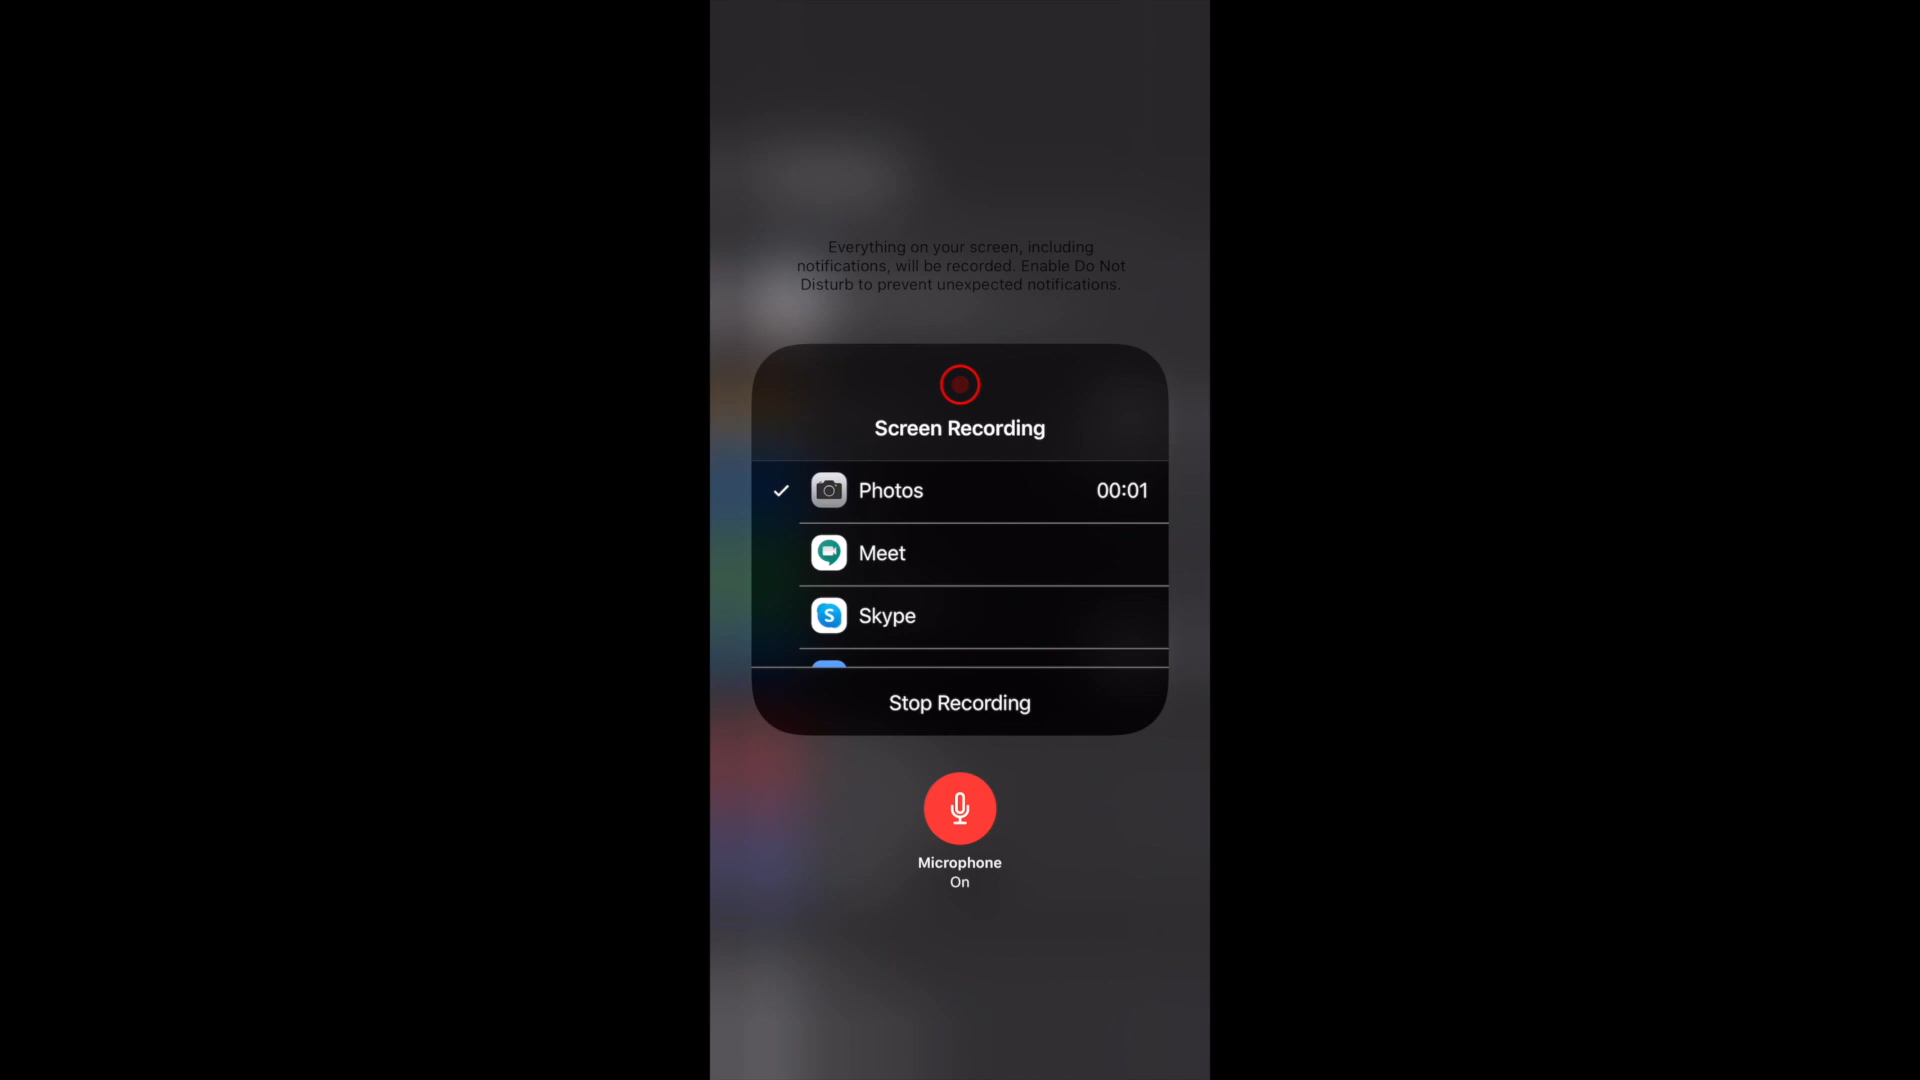 Everything on your screen, including
notifications, will be recorded. Enable Do Not
Disturb to prevent unexpected notifications.
Screen Recording
Photos 00:01
Meet
Skype
Stop Recording
Microphone
On